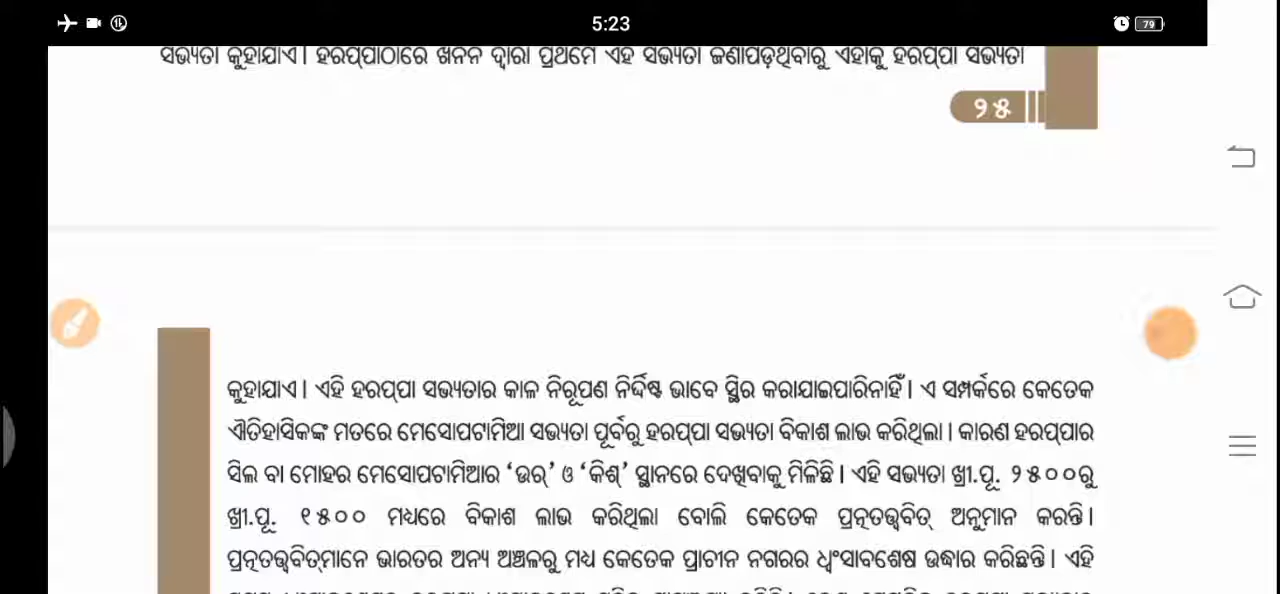 5:23
79
ସଭ୍ୟତା କୁହାଯାଏ। ହରପ୍ପାଠାରେ ଖନନ ଦ୍ୱାରା ପ୍ରଥମେ ଏହ ସଭ୍ୟତା ଜଣାପଡ଼ିଥିବାରୁ ଏହାକୁ ହରପ୍ପା ସଭ୍ୟତା
୨୫
କୁହାଯାଏ। ଏହି ହରପ୍ପା ସଭ୍ୟତାର କାଳ ନିରୂପଣ ନିର୍ଦ୍ଦିଷ୍ଟ ଭାବେ ସ୍ଥିର କରାଯାଇପାରିନାହିଁ। ଏ ସମ୍ପର୍କରେ କେତେକ
ଐତିହାସିକଙ୍କ ମତରେ ମେସୋପଟାମିଆ ସଭ୍ୟତା ପୂର୍ବରୁ ହରପ୍ପା ସଭ୍ୟତା ବିକାଶ ଲାଭ କରିଥିଲା। କାରଣ ହରପ୍ପାର
ସିଲ ବା ମୋହର ମେସୋପଟାମିଆର ‘ଉର୍’ ଓ ‘କିଶ୍’ ସ୍ଥାନରେ ଦେଖିବାକୁ ମିଳିଛି। ଏହି ସଭ୍ୟତା ଖ୍ରୀ.ପୂ. ୨୫୦୦ରୁ
ଖ୍ରୀ.ପୂ. ୧୫୦୦ ମଧ୍ୟରେ ବିକାଶ ଲାଭ କରିଥିଲା ବୋଲି କେତେକ ପ୍ରତ୍ନତତ୍ତ୍ୱବିତ୍ ଅନୁମାନ କରନ୍ତି।
ପ୍ରତ୍ନତତ୍ତ୍ୱବିତ୍‌ମାନେ ଭାରତର ଅନ୍ୟ ଅଞ୍ଚଳରୁ ମଧ୍ୟ କେତେକ ପ୍ରାଚୀନ ନଗରର ଧ୍ୱଂସାବଶେଷ ଉଦ୍ଧାର କରିଛନ୍ତି। ଏହି